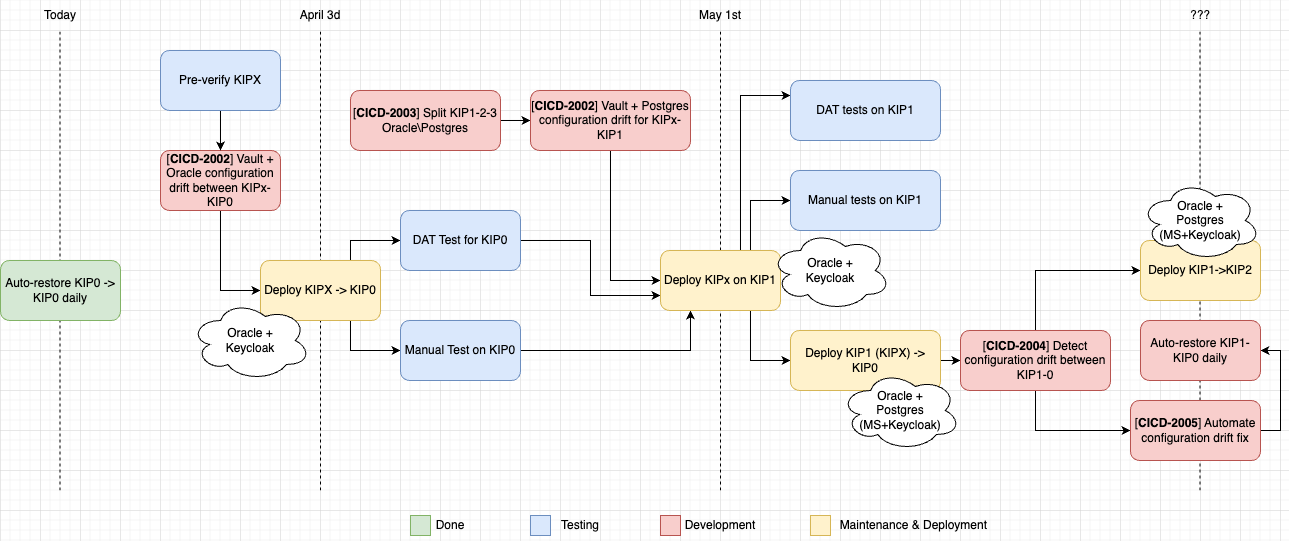 Today
April 3d
May 1st
???
Pre-verify KIPX
[CICD-2002] Vault +
Oracle configuration
drift between KIPx-
KIP0
Auto-restore KIP0 ->
KIP0 daily
Deploy KIPX -> KIP0
Oracle +
Keycloak
[CICD-2003] Split KIP1-2-3
Oracle\Postgres
[CICD-2002] Vault + Postgres
configuration drift for KIPx-
KIP1
DAT Test for KIP0
Manual Test on KIP0
Deploy KIPx on KIP1
Oracle +
Keycloak
DAT tests on KIP1
Manual tests on KIP1
Deploy KIP1 (KIPX) ->
KIP0
Oracle +
Postgres
(MS+Keycloak)
[CICD-2004] Detect
configuration drift between
KIP1-0
Oracle +
Postgres
(MS+Keycloak)
Deploy KIP1->KIP2
Auto-restore KIP1-
KIP0 daily
[CICD-2005] Automate
configuration drift fix
Done
Testing
Development
Maintenance & Deployment